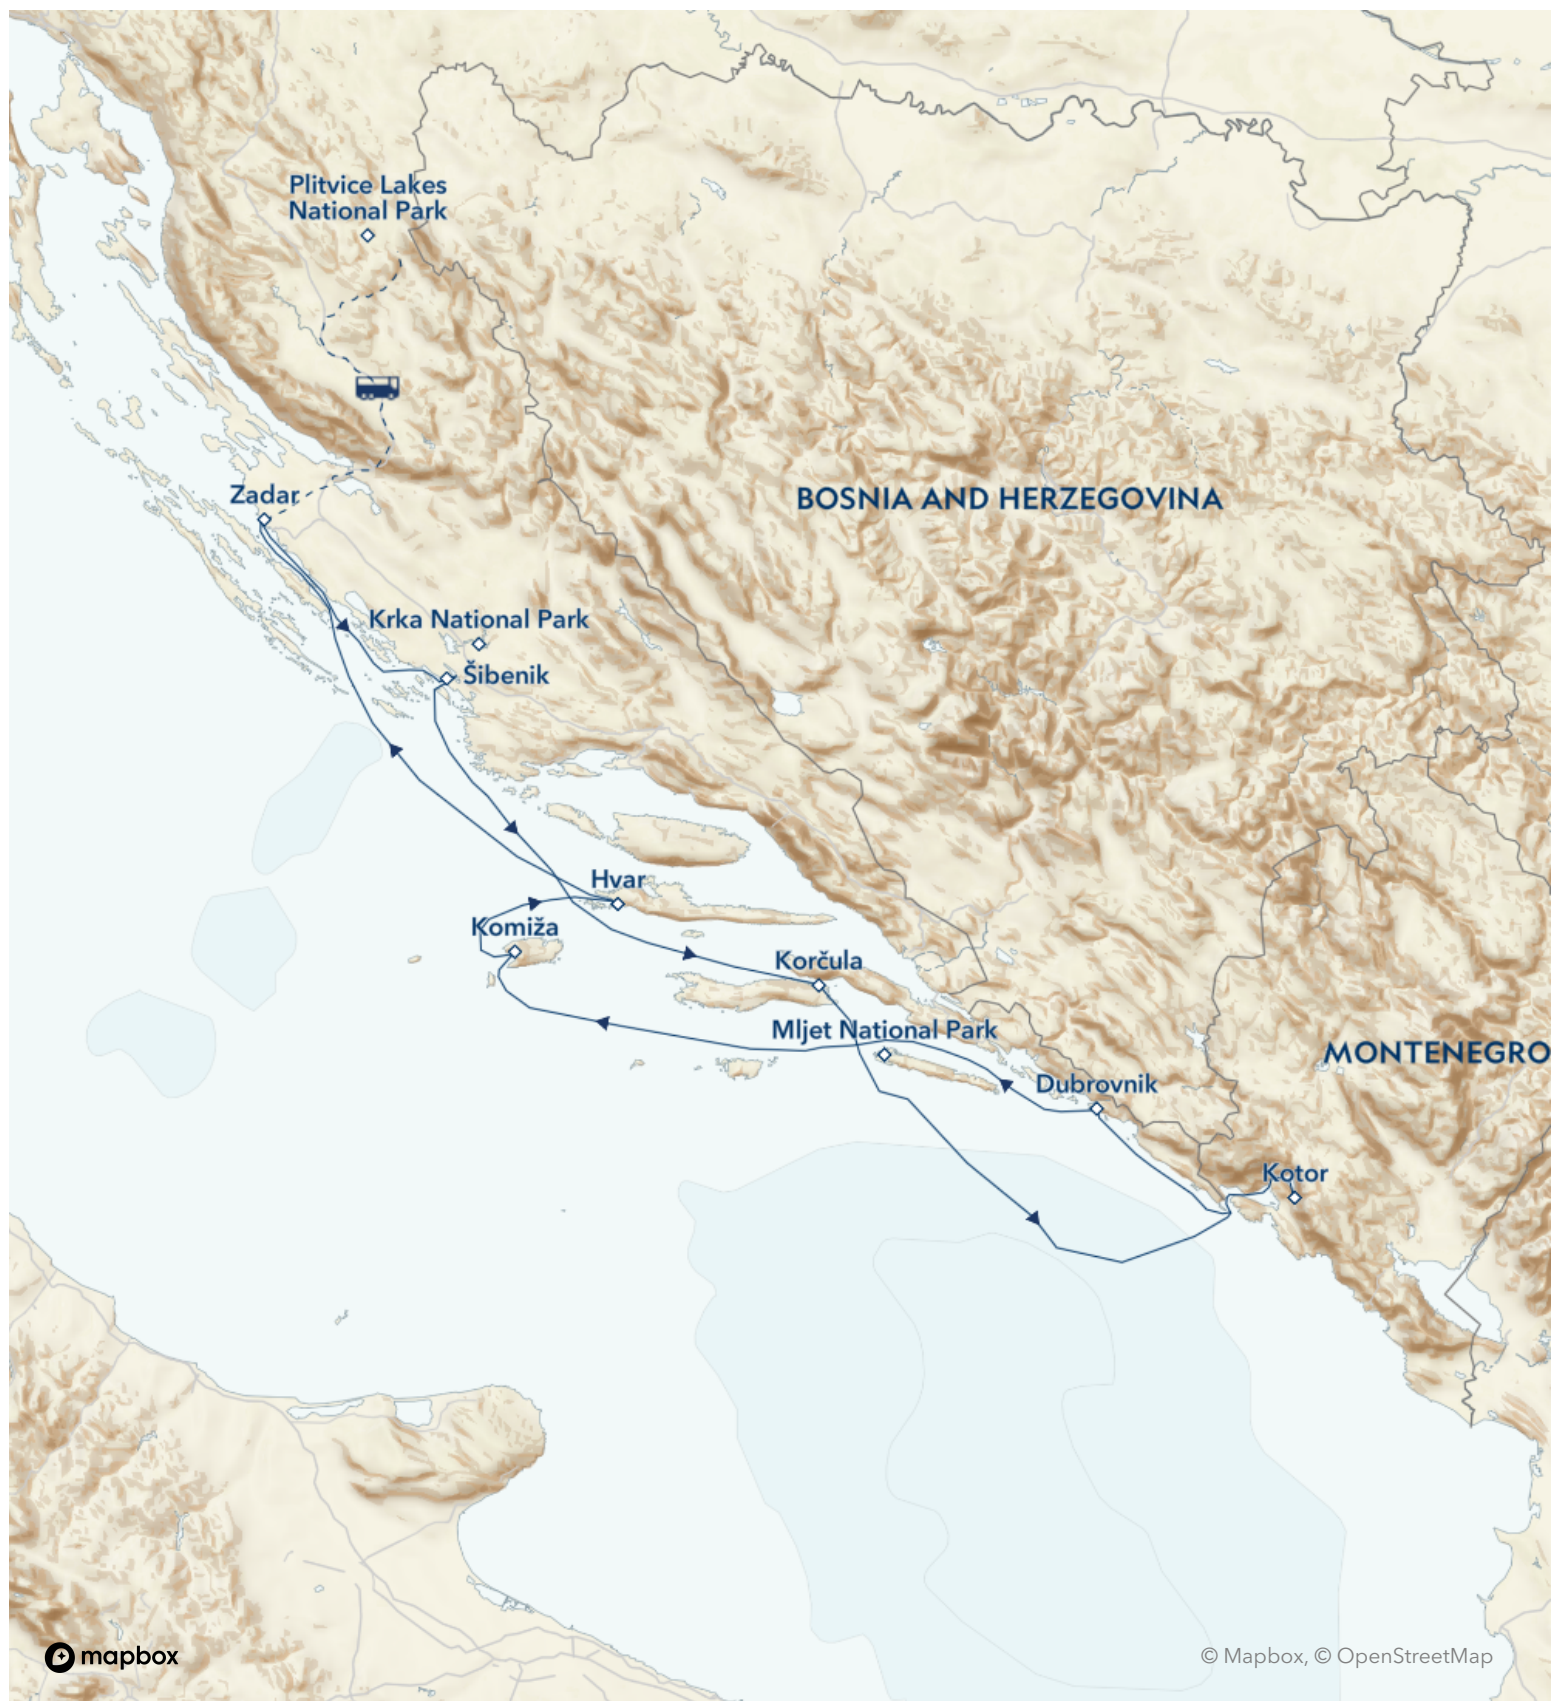 Plitvice Lakes
National Park
Zadar
BOSNIA AND HERZEGOVINA
Krka National Park
Šibenik
Hvar
Komiža
Korčula
Mljet National Park
MONTENEGRO
Dubrovnik
Kotor
mapbox
© Mapbox, © OpenStreetMap